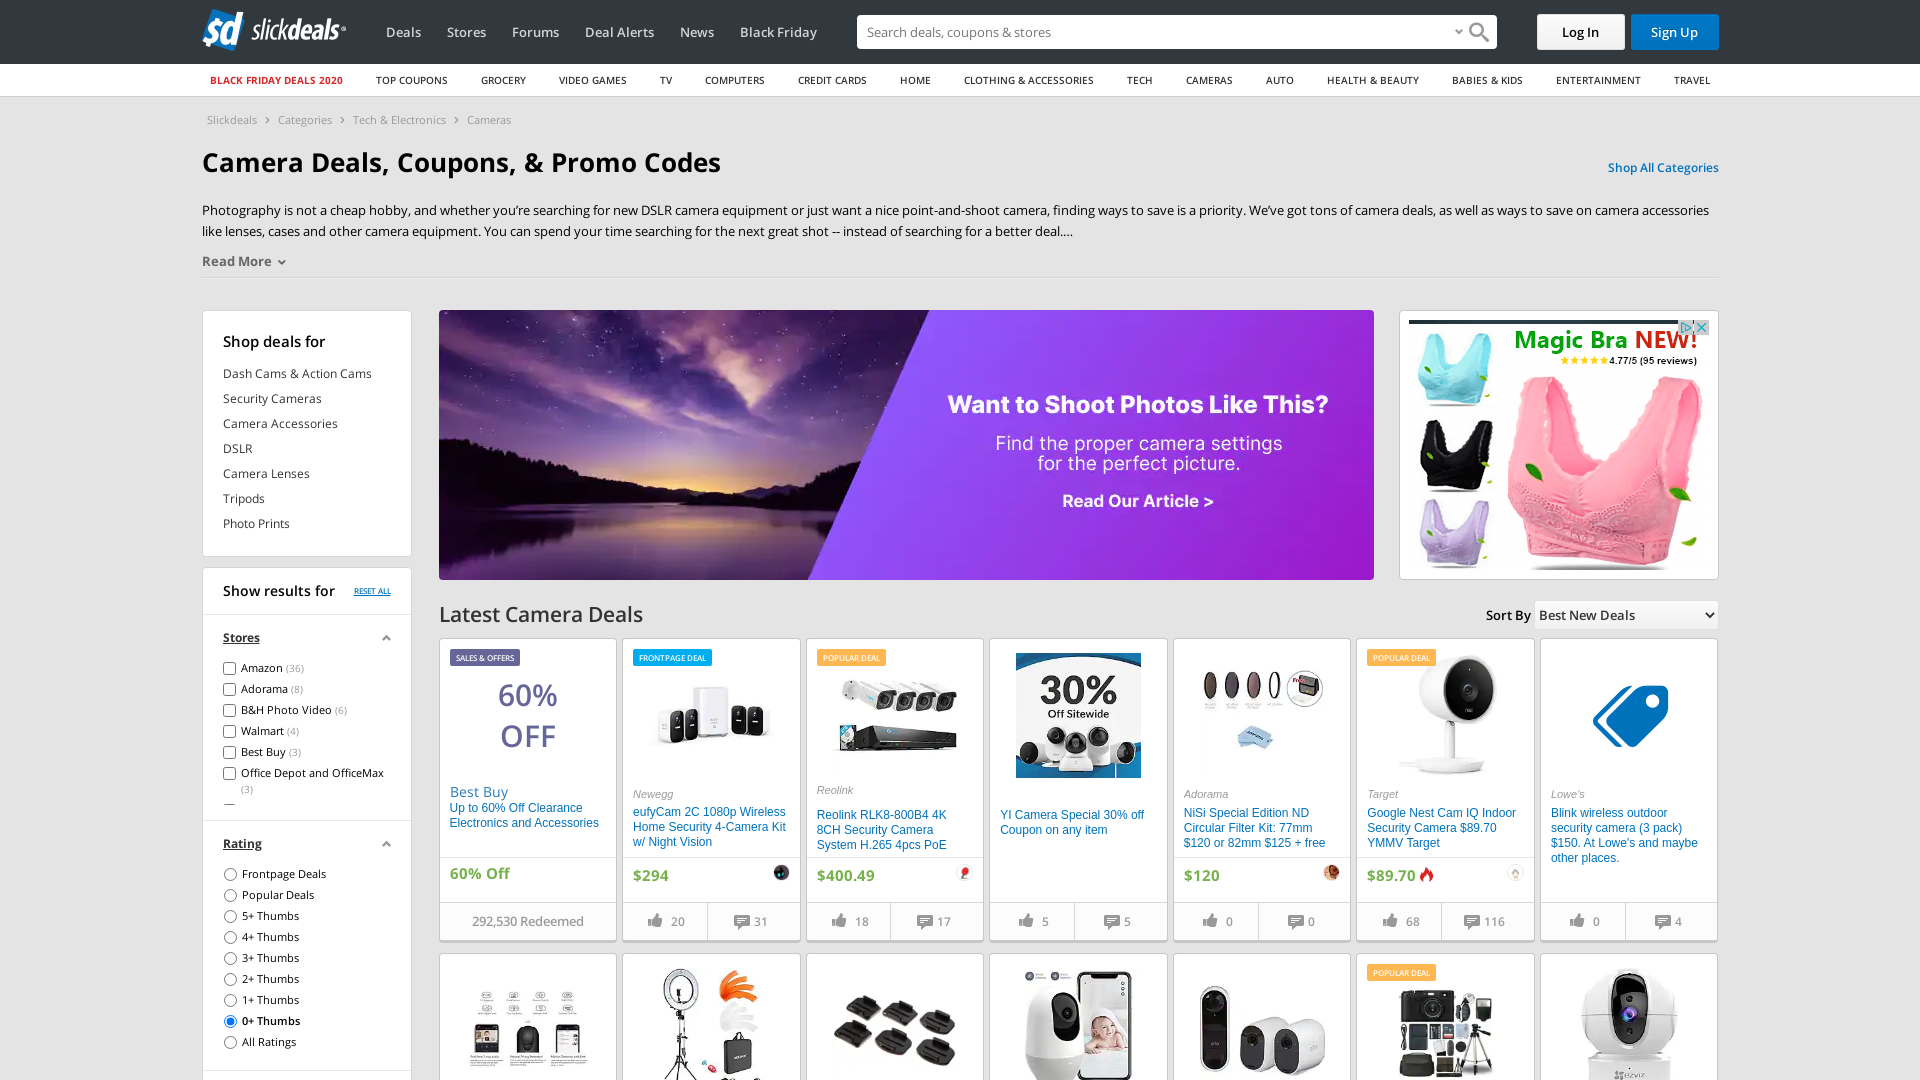 sd slickdeals
Deals
Stores
Forums
Deal Alerts
News
Black Friday
Search deals, coupons & stores
Log In
Sign Up
BLACK FRIDAY DEALS 2020
TOP COUPONS
GROCERY
VIDEO GAMES
TV
COMPUTERS
CREDIT CARDS
HOME
CLOTHING & ACCESSORIES
TECH
CAMERAS
AUTO
HEALTH & BEAUTY
BABIES & KIDS
ENTERTAINMENT
TRAVEL
Slickdeals > Categories > Tech & Electronics > Cameras
Camera Deals, Coupons, & Promo Codes
Shop All Categories
Photography is not a cheap hobby, and whether you’re searching for new DSLR camera equipment or just want a nice point-and-shoot camera, finding ways to save is a priority. We’ve got tons of camera deals, as well as ways to save on camera accessories
like lenses, cases and other camera equipment. You can spend your time searching for the next great shot -- instead of searching for a better deal....
Read More
Shop deals for
Dash Cams & Action Cams
Security Cameras
Camera Accessories
DSLR
Camera Lenses
Tripods
Photo Prints
Want to Shoot Photos Like This?
Find the proper camera settings
for the perfect picture.
Read Our Article >
Magic Bra NEW!
4.77/5 (95 reviews)
Show results for
RESET ALL
Stores
Amazon (36)
Adorama (8)
B&H Photo Video (6)
Walmart (4)
Best Buy (3)
Office Depot and OfficeMax
(3)
Rating
Frontpage Deals
Popular Deals
5+ Thumbs
4+ Thumbs
3+ Thumbs
2+ Thumbs
1+ Thumbs
0+ Thumbs
All Ratings
Latest Camera Deals
Sort By
Best New Deals
SALES & OFFERS
60%
OFF
Best Buy
Up to 60% Off Clearance
Electronics and Accessories
60% Off
292,530 Redeemed
FRONTPAGE DEAL
Newegg
eufyCam 2C 1080p Wireless
Home Security 4-Camera Kit
w/ Night Vision
$294
20
31
POPULAR DEAL
Reolink
Reolink RLK8-800B4 4K
8CH Security Camera
System H.265 4pcs PoE
$400.49
18
17
30%
Off Sitewide
YI Camera Special 30% off
Coupon on any item
5
5
Adorama
NiSi Special Edition ND
Circular Filter Kit: 77mm
$120 or 82mm $125 + free
$120
0
0
POPULAR DEAL
Target
Google Nest Cam IQ Indoor
Security Camera $89.70
YMMV Target
$89.70
68
116
Lowe's
Blink wireless outdoor
security camera (3 pack)
$150. At Lowe's and maybe
other places.
0
4
POPULAR DEAL
ezviz